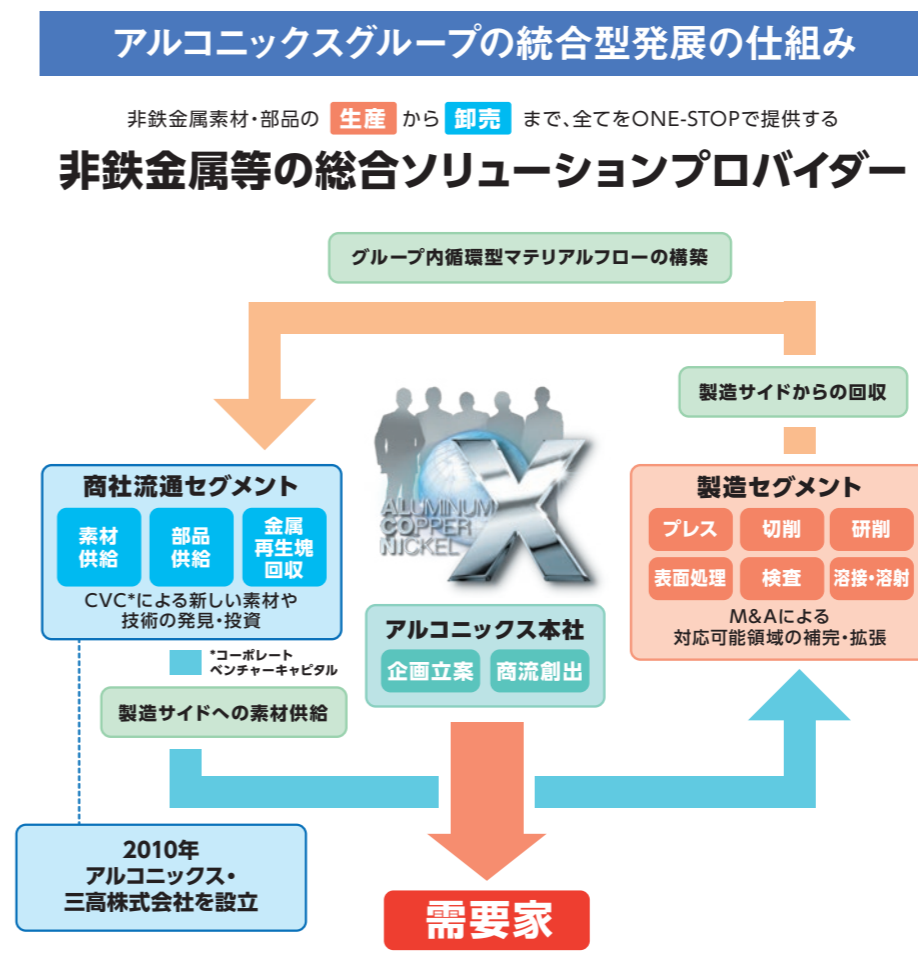 アルコニックスグループの統合型発展の仕組み
非鉄金属素材・部品の 生産 から 卸売 まで、全てをONE-STOPで提供する
非鉄金属等の総合ソリューションプロバイダー
グループ内循環型マテリアルフローの構築
製造サイドからの回収
商社流通セグメント
素材
供給
部品
供給
金属
再生塊
回収
CVC*による新しい素材や
技術の発見・投資
*コーポレート
ベンチャーキャピタル
製造サイドへの素材供給
2010年
アルコニックス・
三高株式会社を設立
ALUMINUM
COPPER
NICKEL
X
アルコニックス本社
企画立案
商流創出
製造セグメント
プレス
切削
研削
表面処理
検査
溶接・溶射
M&Aによる
対応可能領域の補完・拡張
需要家